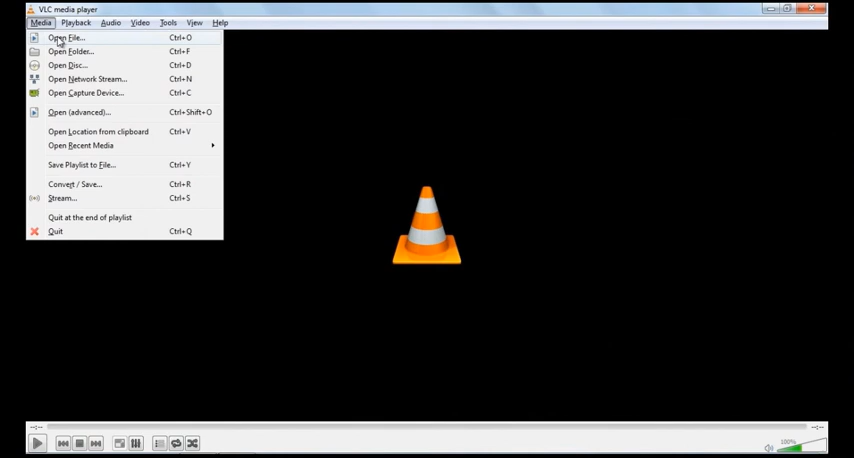 VLC media player
Media Playback Audio Video Tools View Help
Open File... Ctrl+O
Open Folder... Ctrl+F
Open Disc... Ctrl+D
Open Network Stream... Ctrl+N
Open Capture Device... Ctrl+C
Open (advanced)... Ctrl+Shift+O
Open Location from clipboard Ctrl+V
Open Recent Media
Save Playlist to File... Ctrl+Y
Convert / Save... Ctrl+R
Stream... Ctrl+S
Quit at the end of playlist
Quit Ctrl+Q
--:-- --:--
100%